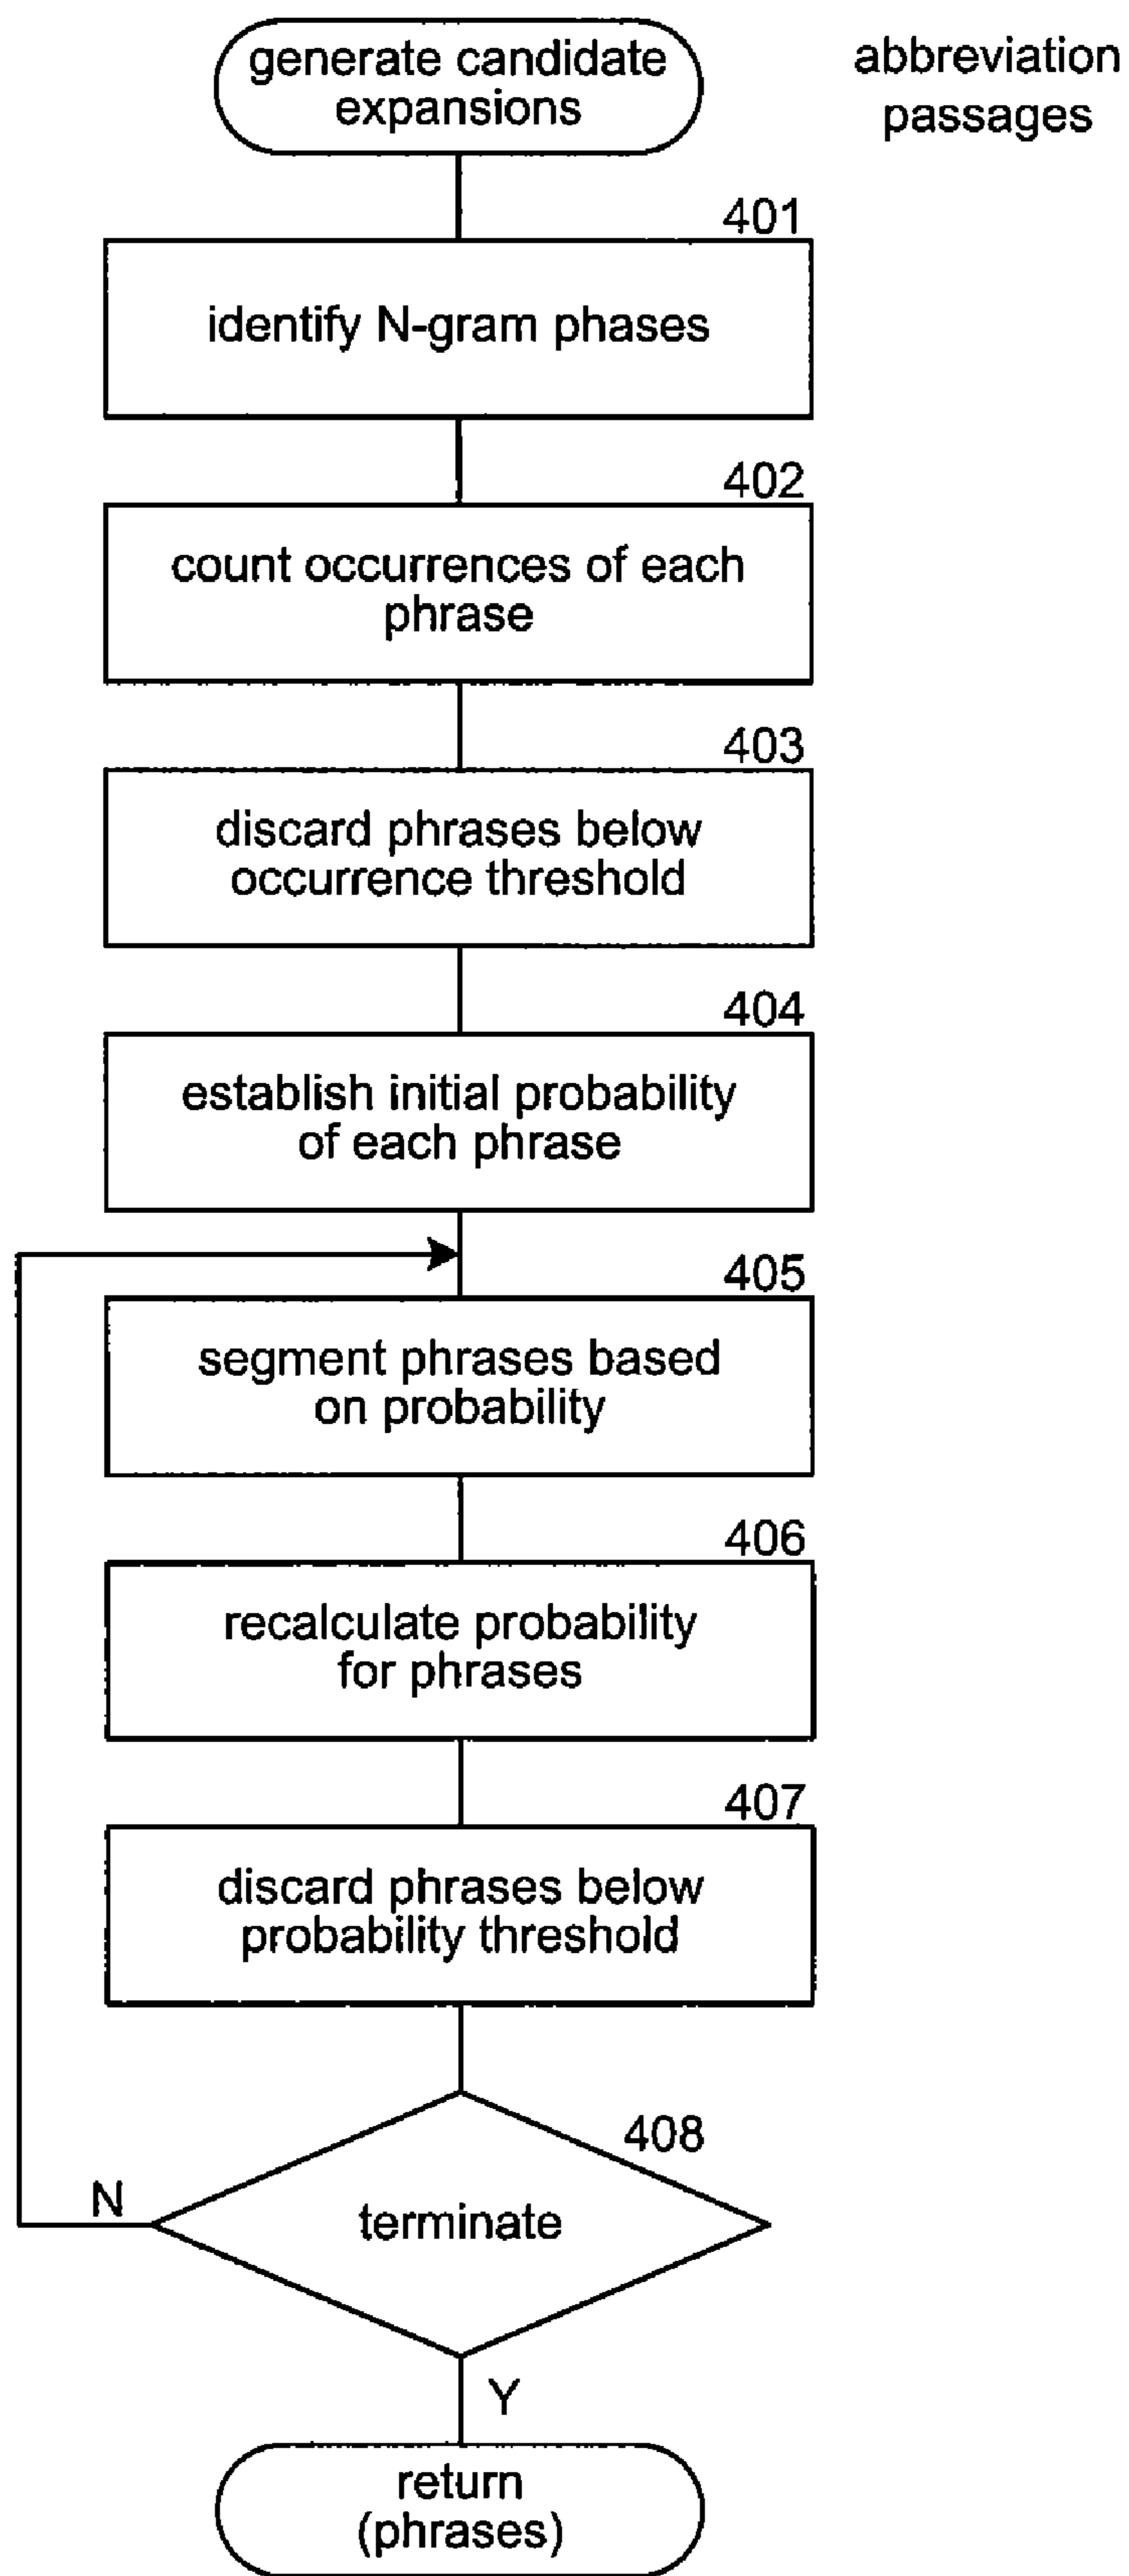 generate candidate
expansions
abbreviation
passages
401
identify N-gram phases
402
count occurrences of each
phrase
403
discard phrases below
occurrence threshold
404
establish initial probability
of each phrase
405
segment phrases based
on probability
406
recalculate probability
for phrases
407
discard phrases below
probability threshold
408
terminate
N
Y
return
(phrases)